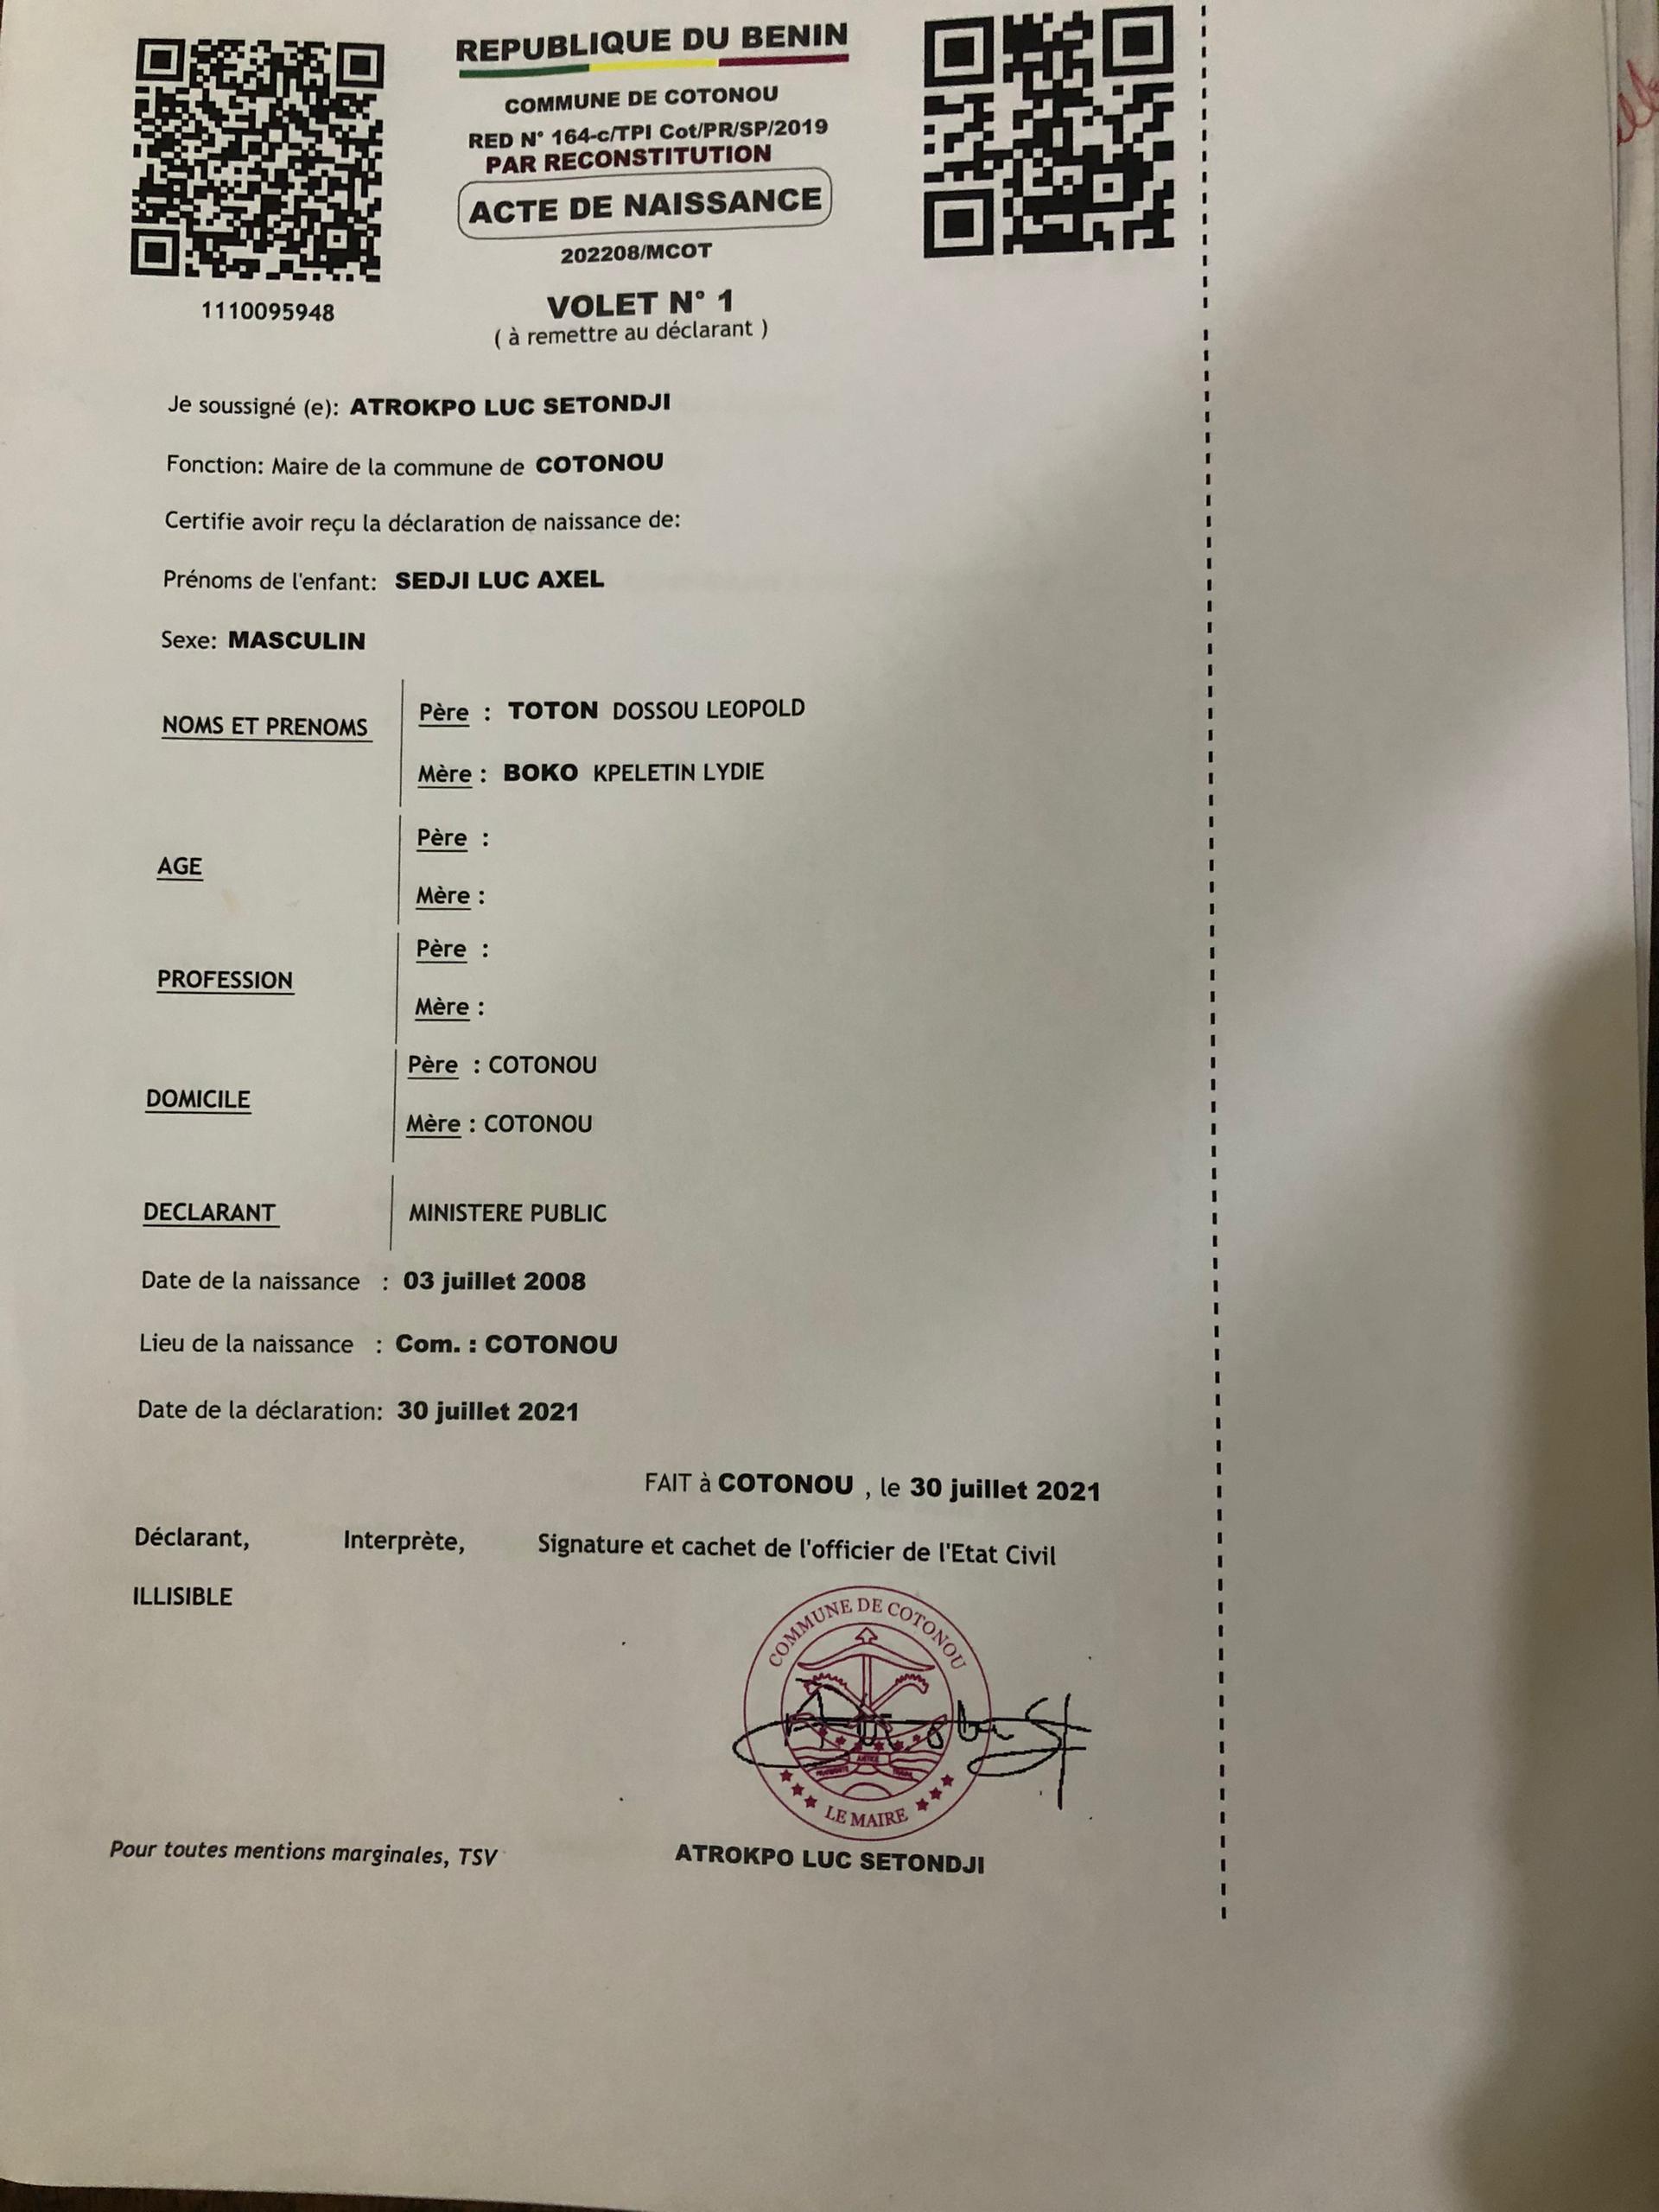 REPUBLIQUE DU BENIN
COMMUNE DE COTONOU
RED N° 164-c/TPI Cot/PR/SP/2019
PAR RECONSTITUTION
ACTE DE NAISSANCE
202208/MCOT
1110095948
VOLET N° 1
( à remettre au déclarant )
Je soussigné (e): ATROKPO LUC SETONDJI
Fonction: Maire de la commune de COTONOU
Certifie avoir reçu la déclaration de naissance de:
Prénoms de l'enfant: SEDJI LUC AXEL
Sexe: MASCULIN
NOMS ET PRENOMS
Père : TOTON DOSSOU LEOPOLD
Mère : BOKO KPELETIN LYDIE
AGE
Père :
Mère :
PROFESSION
Père :
Mère :
DOMICILE
Père : COTONOU
Mère : COTONOU
DECLARANT MINISTERE PUBLIC
Date de la naissance : 03 juillet 2008
Lieu de la naissance : Com. : COTONOU
Date de la déclaration: 30 juillet 2021
FAIT à COTONOU , le 30 juillet 2021
Déclarant, Interprète, Signature et cachet de l'officier de l'Etat Civil
ILLISIBLE
COMMUNE DE COTONOU
LE MAIRE
Pour toutes mentions marginales, TSV
ATROKPO LUC SETONDJI